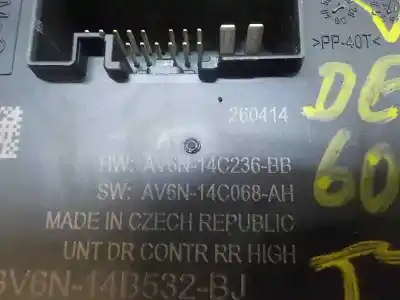 >PP-40T<
260414
DE
HW: AV6N-14C236-BB
60
SW: AV6N-14C068-AH
MADE IN CZECH REPUBLIC
UNT DR CONTR RR HIGH
BV6N-14B532-BJ